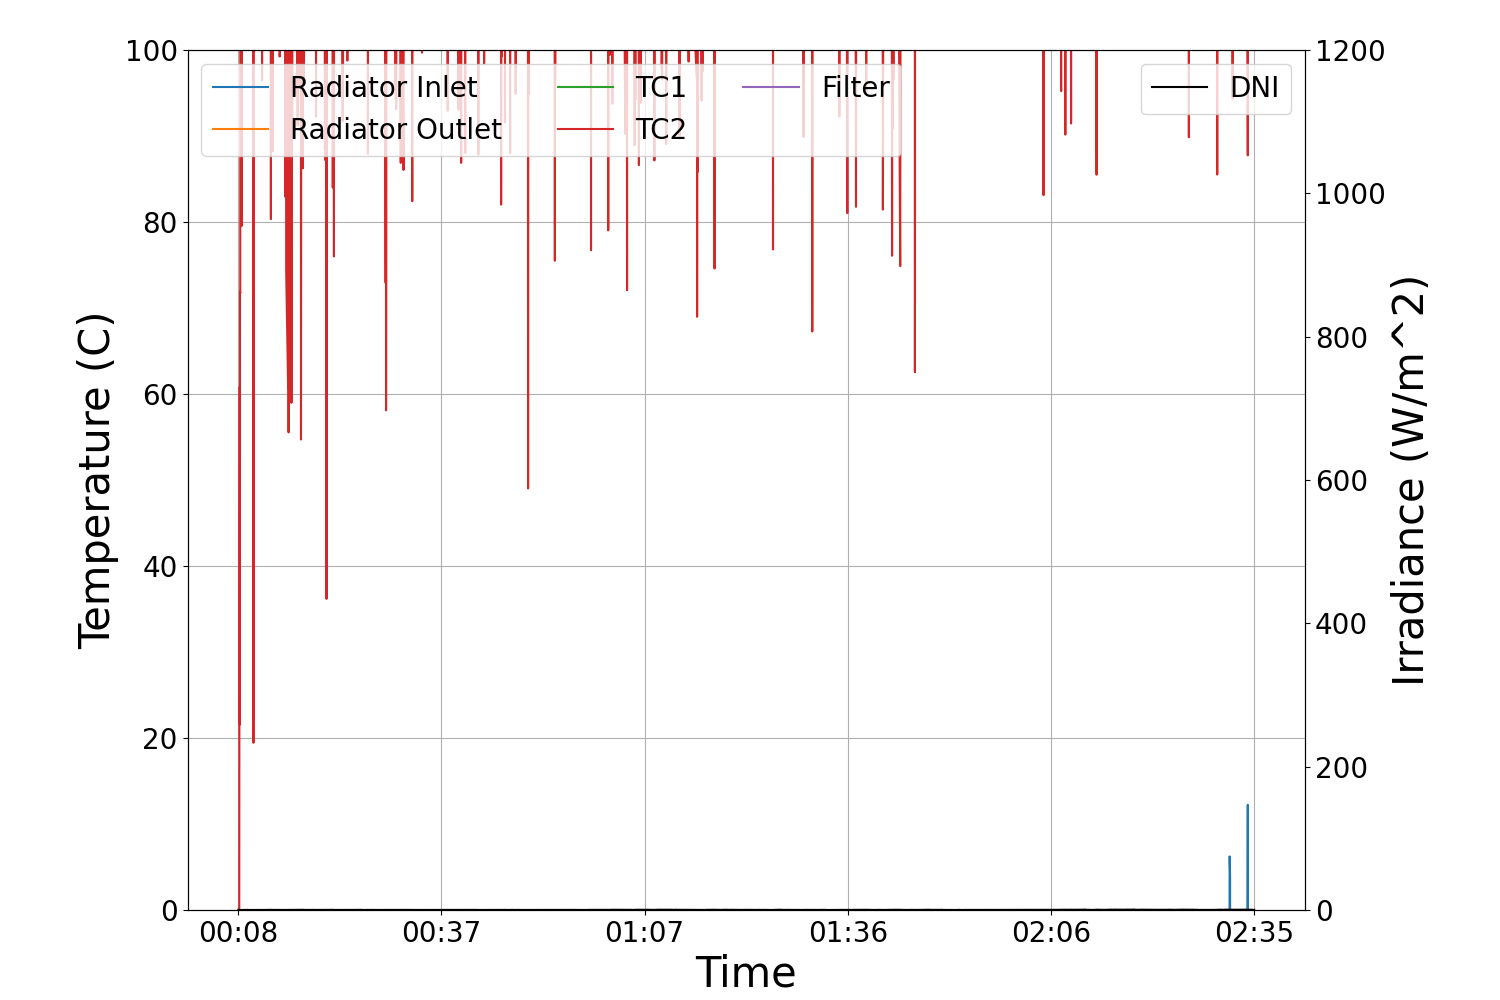 100
80
60
40
20
0
Temperature (C)
Radiator Inlet
Radiator Outlet
TC1
TC2
Filter
DNI
1200
1000
800
600
400
200
0
Irradiance (W/m^2)
00:08 00:37 01:07 01:36 02:06 02:35
Time